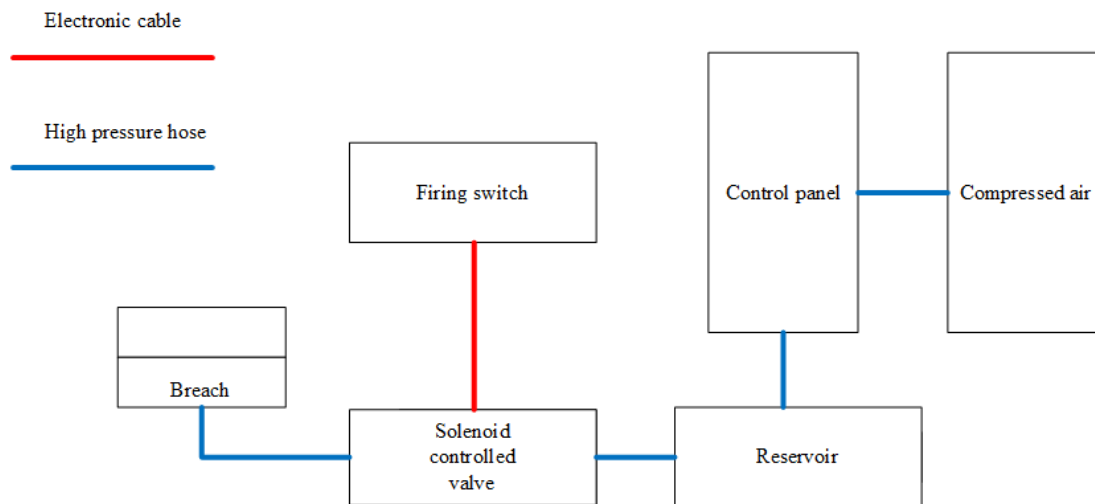 Electronic cable
High pressure hose
Firing switch
Control panel
Compressed air
Breach
Solenoid
controlled
valve
Reservoir